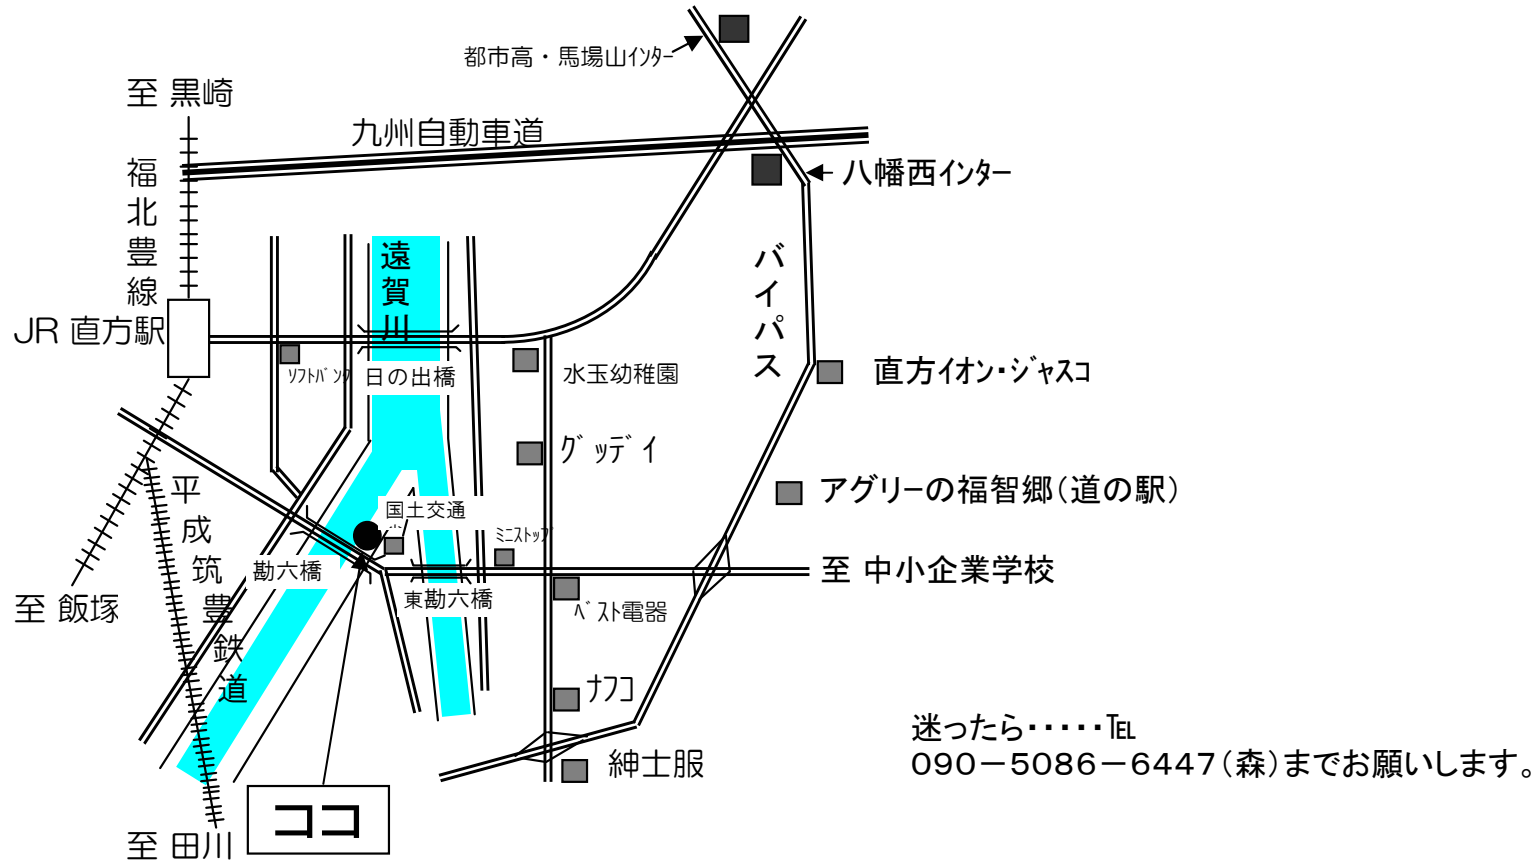 都市高・馬場山インター
至 黒崎
九州自動車道
八幡西インター
福北豊線
遠賀川
バイパス
JR 直方駅
ソフトバンク
日の出橋
水玉幼稚園
直方イオン・ジャスコ
グッデイ
アグリーの福智郷(道の駅)
平成筑豊鉄道
国土交通
ミニストップ
勘六橋
至 中小企業学校
東勘六橋
ベスト電器
至 飯塚
ナフコ
紳士服
迷ったら・・・・・℡
090-5086-6447(森)までお願いします。
ココ
至 田川